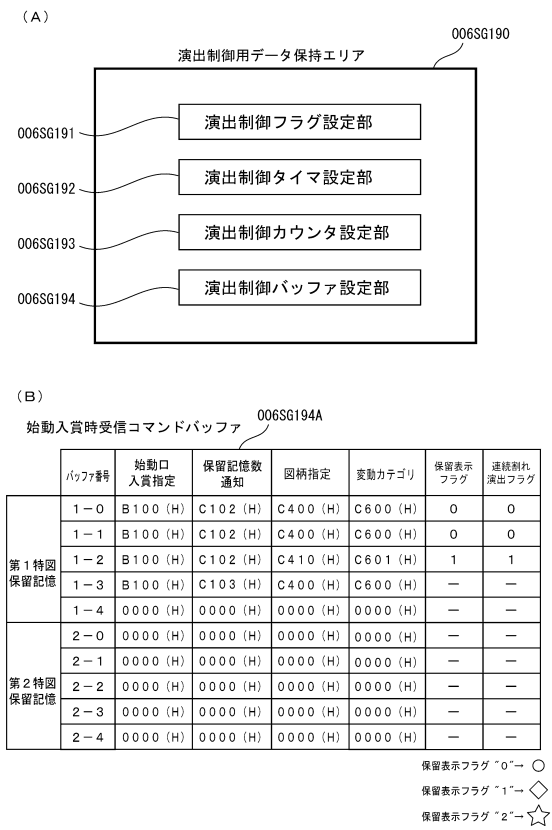 (A)
006SG190
演出制御用データ保持エリア
006SG191
演出制御フラグ設定部
006SG192
演出制御タイマ設定部
006SG193
演出制御カウンタ設定部
006SG194
演出制御バッファ設定部
(B)
006SG194A
始動入賞時受信コマンドバッファ
バッファ番号 始動口入賞指定 保留記憶数通知 図柄指定 変動カテゴリ 保留表示フラグ 連続割れ演出フラグ
第1特図保留記憶
1-0 B100(H) C102(H) C400(H) C600(H) 0 0
1-1 B100(H) C102(H) C400(H) C600(H) 0 0
1-2 B100(H) C102(H) C410(H) C601(H) 1 1
1-3 B100(H) C103(H) C400(H) C600(H) − −
1-4 0000(H) 0000(H) 0000(H) 0000(H) − −
第2特図保留記憶
2-0 0000(H) 0000(H) 0000(H) 0000(H) − −
2-1 0000(H) 0000(H) 0000(H) 0000(H) − −
2-2 0000(H) 0000(H) 0000(H) 0000(H) − −
2-3 0000(H) 0000(H) 0000(H) 0000(H) − −
2-4 0000(H) 0000(H) 0000(H) 0000(H) − −
保留表示フラグ "0"→ ○
保留表示フラグ "1"→ ◇
保留表示フラグ "2"→ ☆